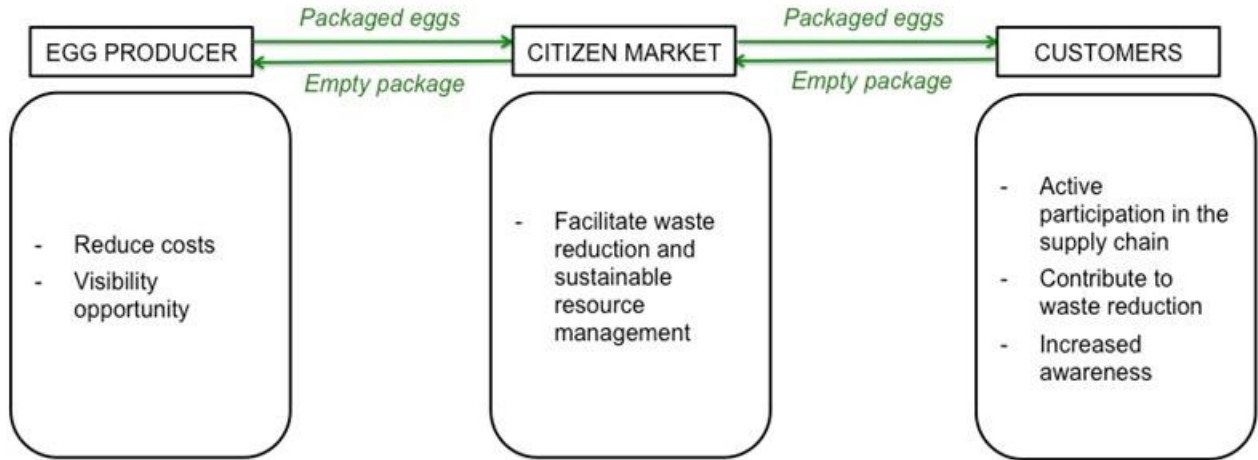 Packaged eggs
Packaged eggs
EGG PRODUCER
CITIZEN MARKET
CUSTOMERS
Empty package
Empty package
- Reduce costs
- Visibility
opportunity
- Facilitate waste
reduction and
sustainable
resource
management
- Active
participation in the
supply chain
- Contribute to
waste reduction
- Increased
awareness